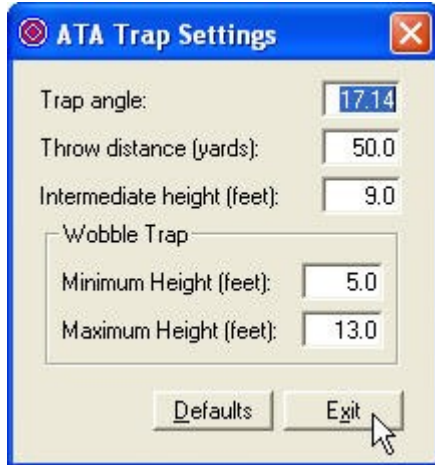 ATA Trap Settings
Trap angle: 17.14
Throw distance (yards): 50.0
Intermediate height (feet): 9.0
Wobble Trap
Minimum Height (feet): 5.0
Maximum Height (feet): 13.0
Defaults Exit